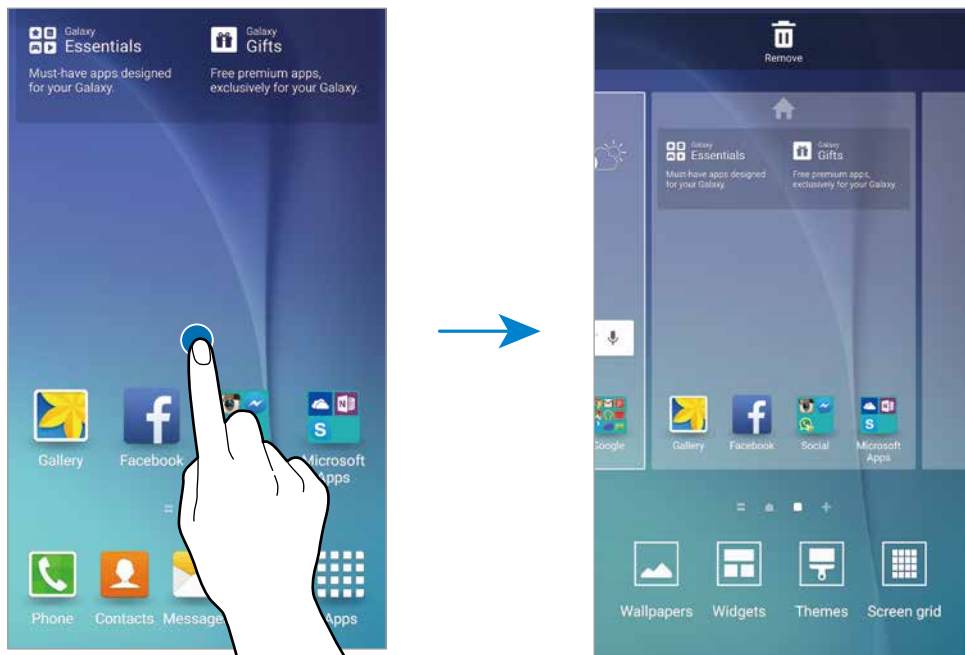 Galaxy
Essentials
Must-have apps designed
for your Galaxy.
Galaxy
Gifts
Free premium apps,
exclusively for your Galaxy.
Gallery
Facebook
Microsoft
Apps
Phone
Contacts
Message
Apps
Remove
Galaxy
Essentials
Must-have apps designed
for your Galaxy.
Galaxy
Gifts
Free premium apps,
exclusively for your Galaxy.
Google
Gallery
Facebook
Social
Microsoft
Apps
Wallpapers
Widgets
Themes
Screen grid